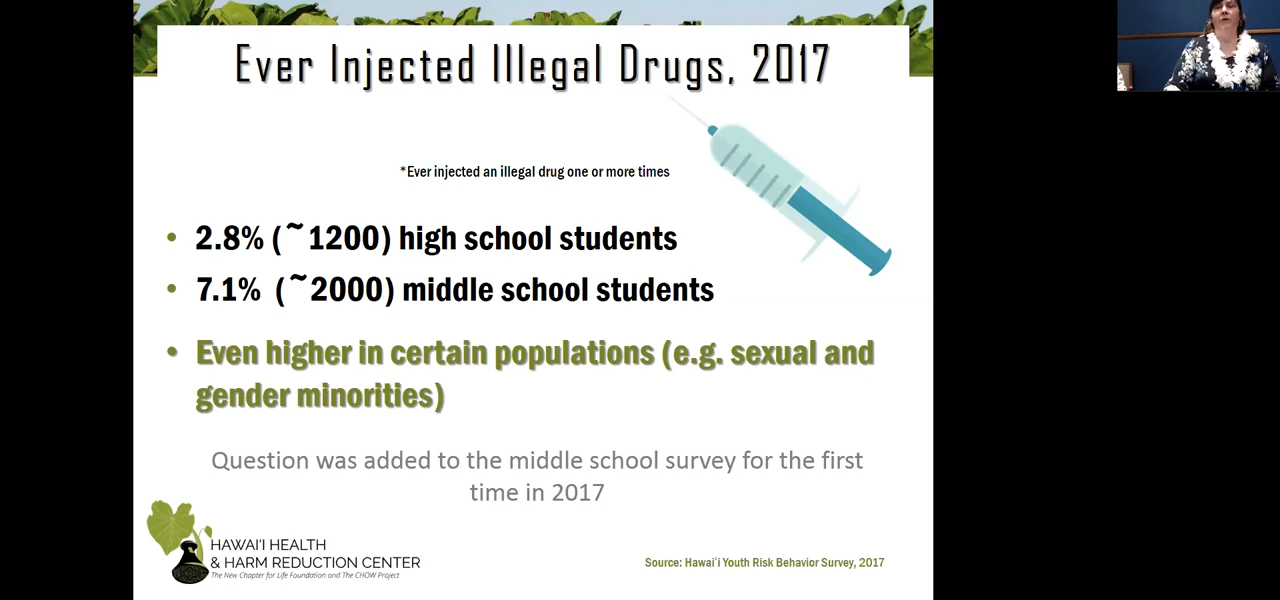 Ever Injected Illegal Drugs, 2017
*Ever injected an illegal drug one or more times
• 2.8% (~1200) high school students
• 7.1% (~2000) middle school students
• Even higher in certain populations (e.g. sexual and
gender minorities)
Question was added to the middle school survey for the first
time in 2017
HAWAI'I HEALTH
& HARM REDUCTION CENTER
The New Chapter for Life Foundation and The CHOW Project
Source: Hawai'i Youth Risk Behavior Survey, 2017